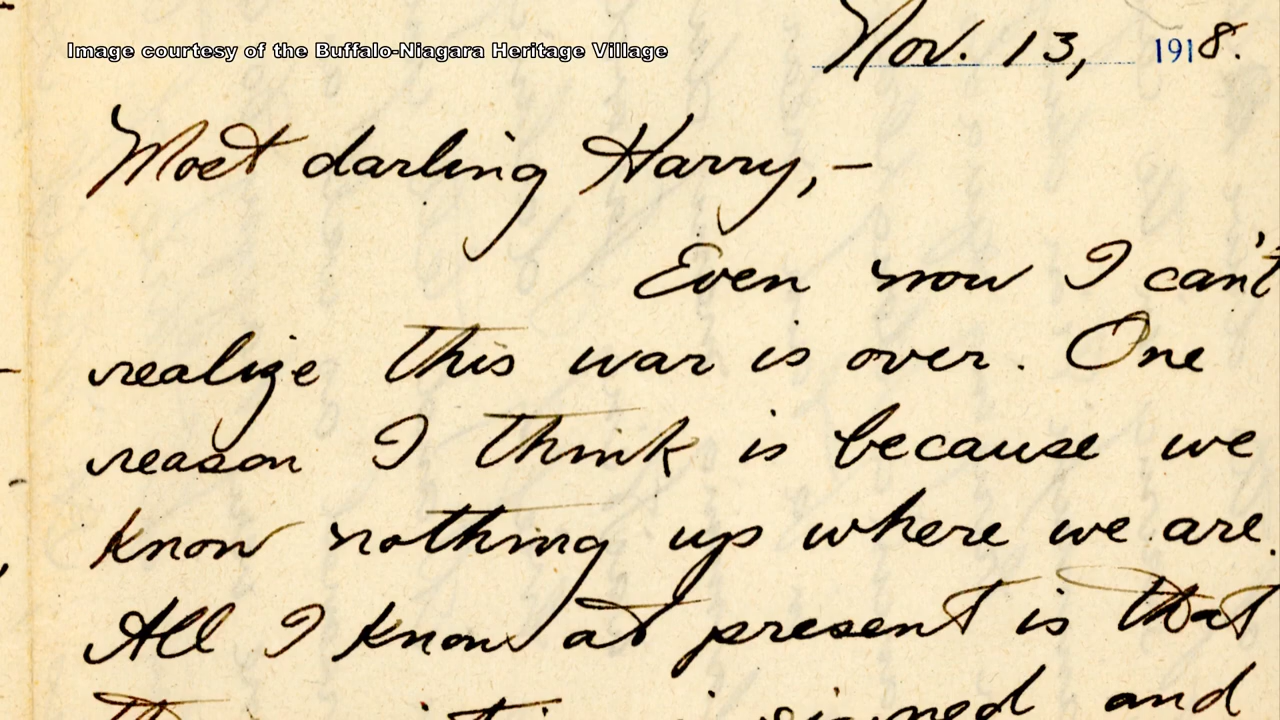 Image courtesy of the Buffalo-Niagara Heritage Village
Nov. 13, 1918.
Most darling Harry,-
Even now I can't
realize this war is over. One
reason I think is because we
know nothing up where we are.
All I know at present is that
signed and